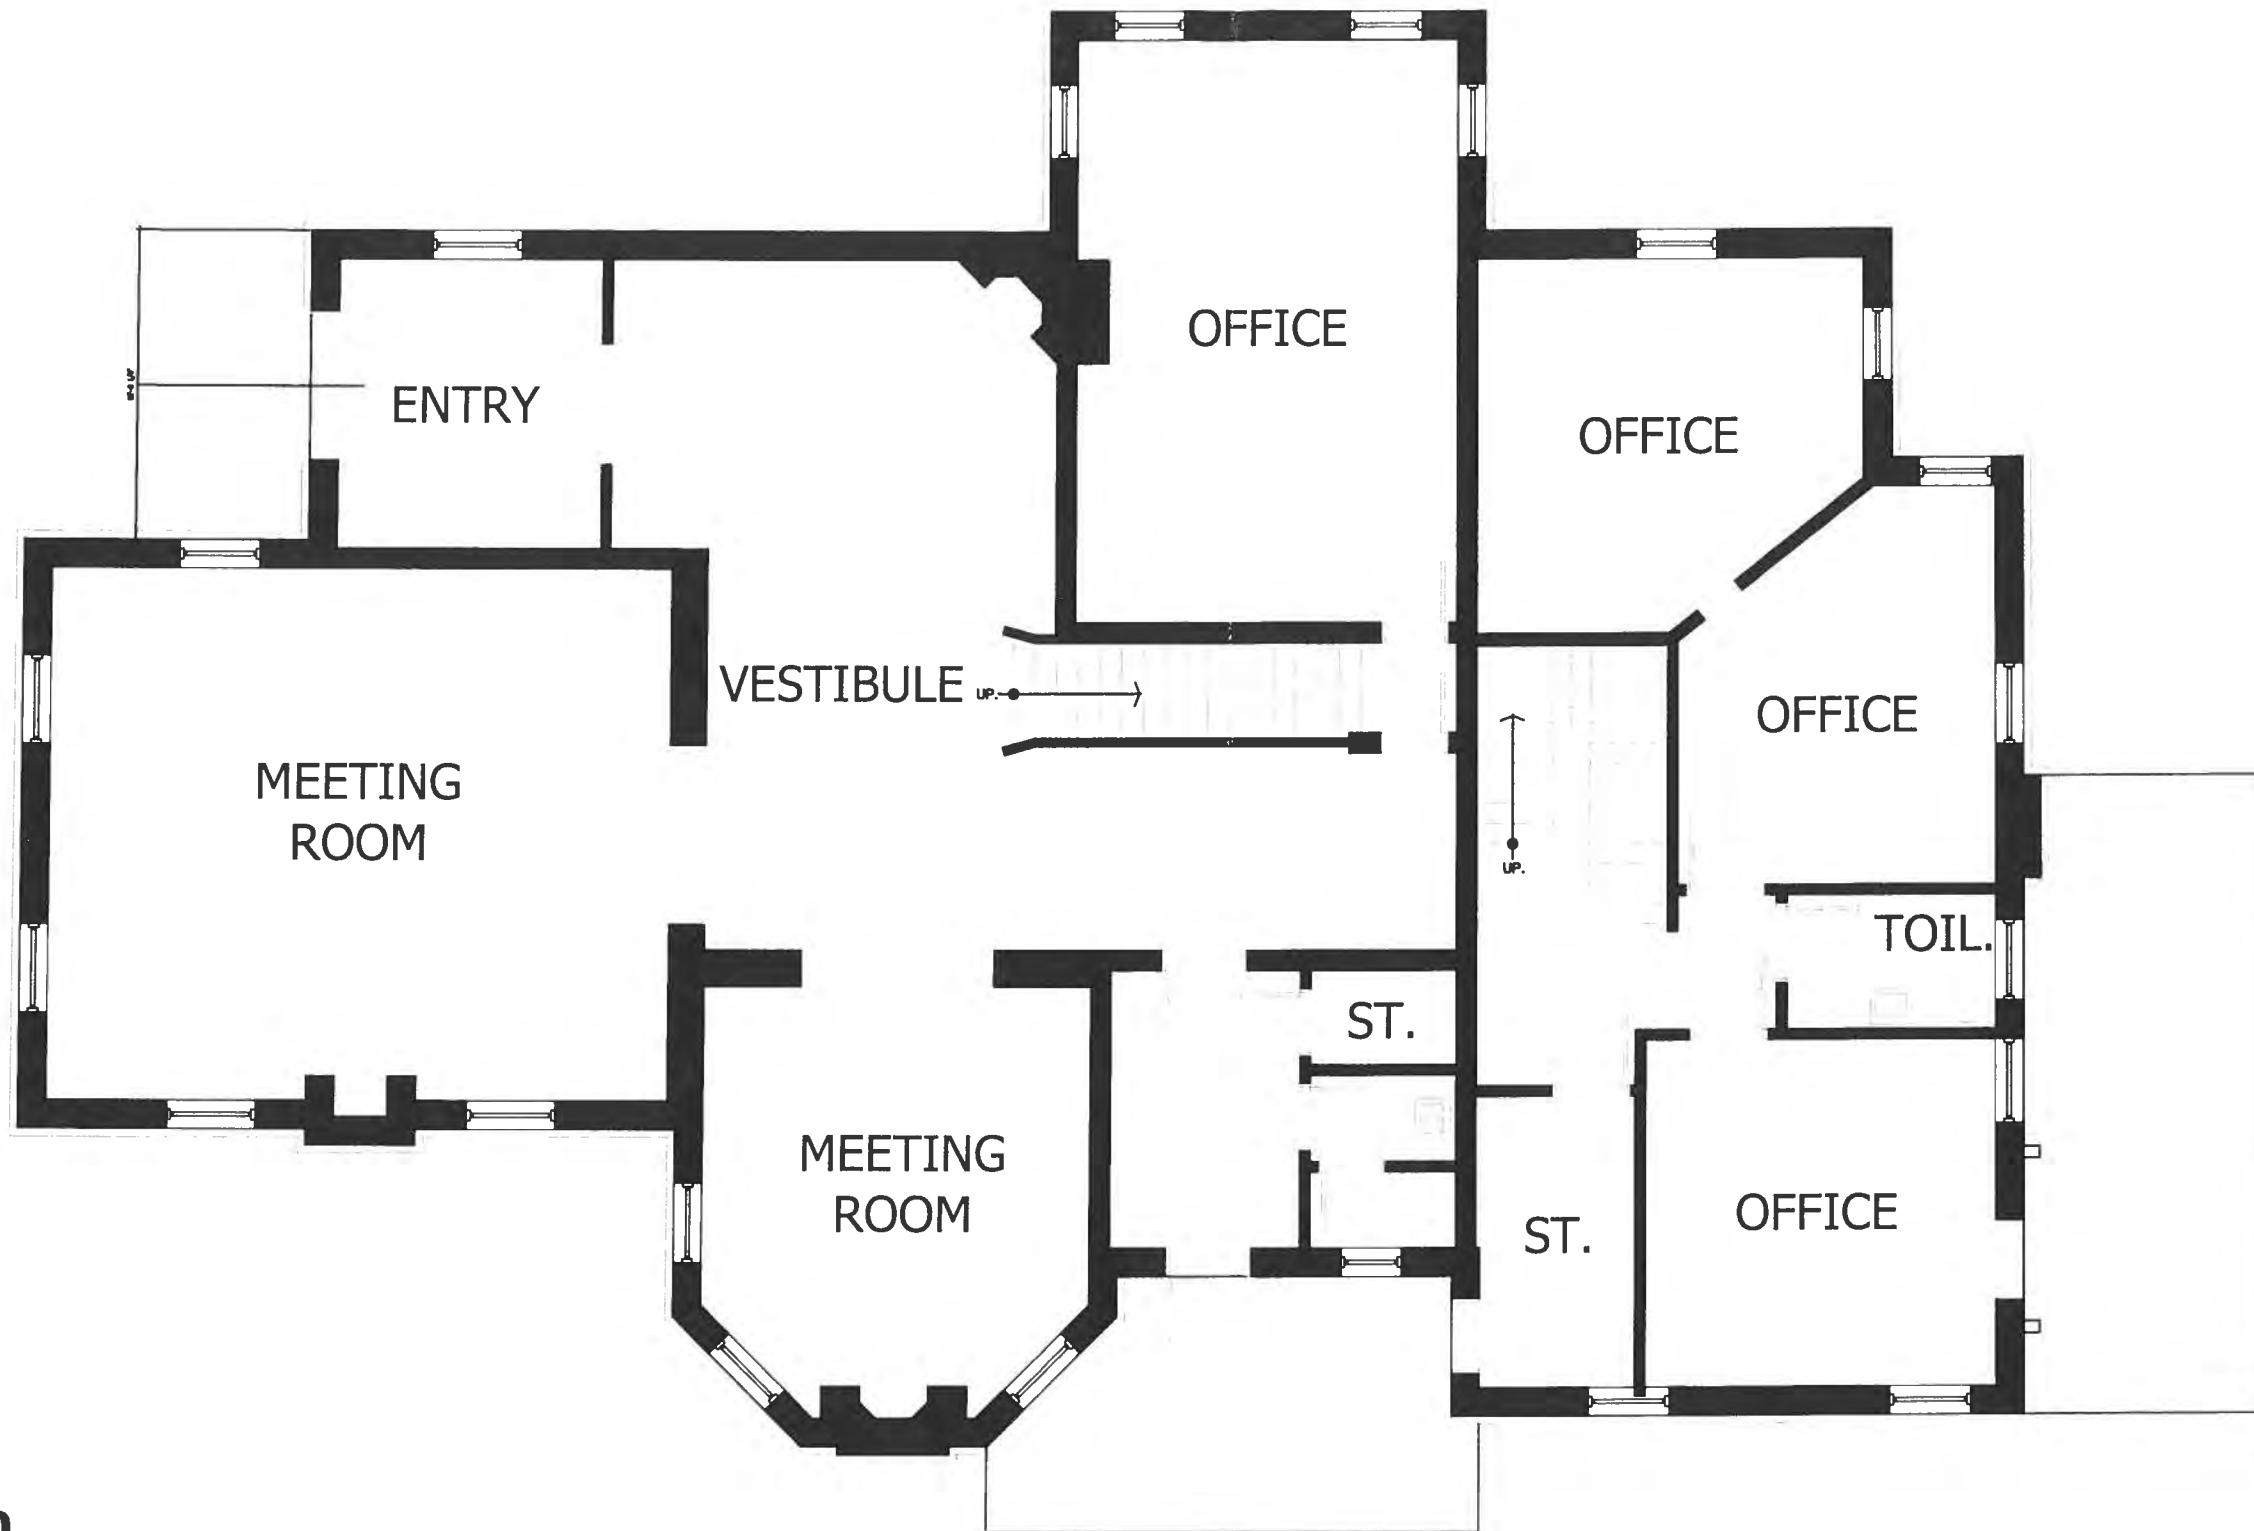 OFFICE
ENTRY
OFFICE
VESTIBULE
UP.
OFFICE
MEETING
ROOM
UP.
TOIL.
ST.
MEETING
ROOM
OFFICE
ST.